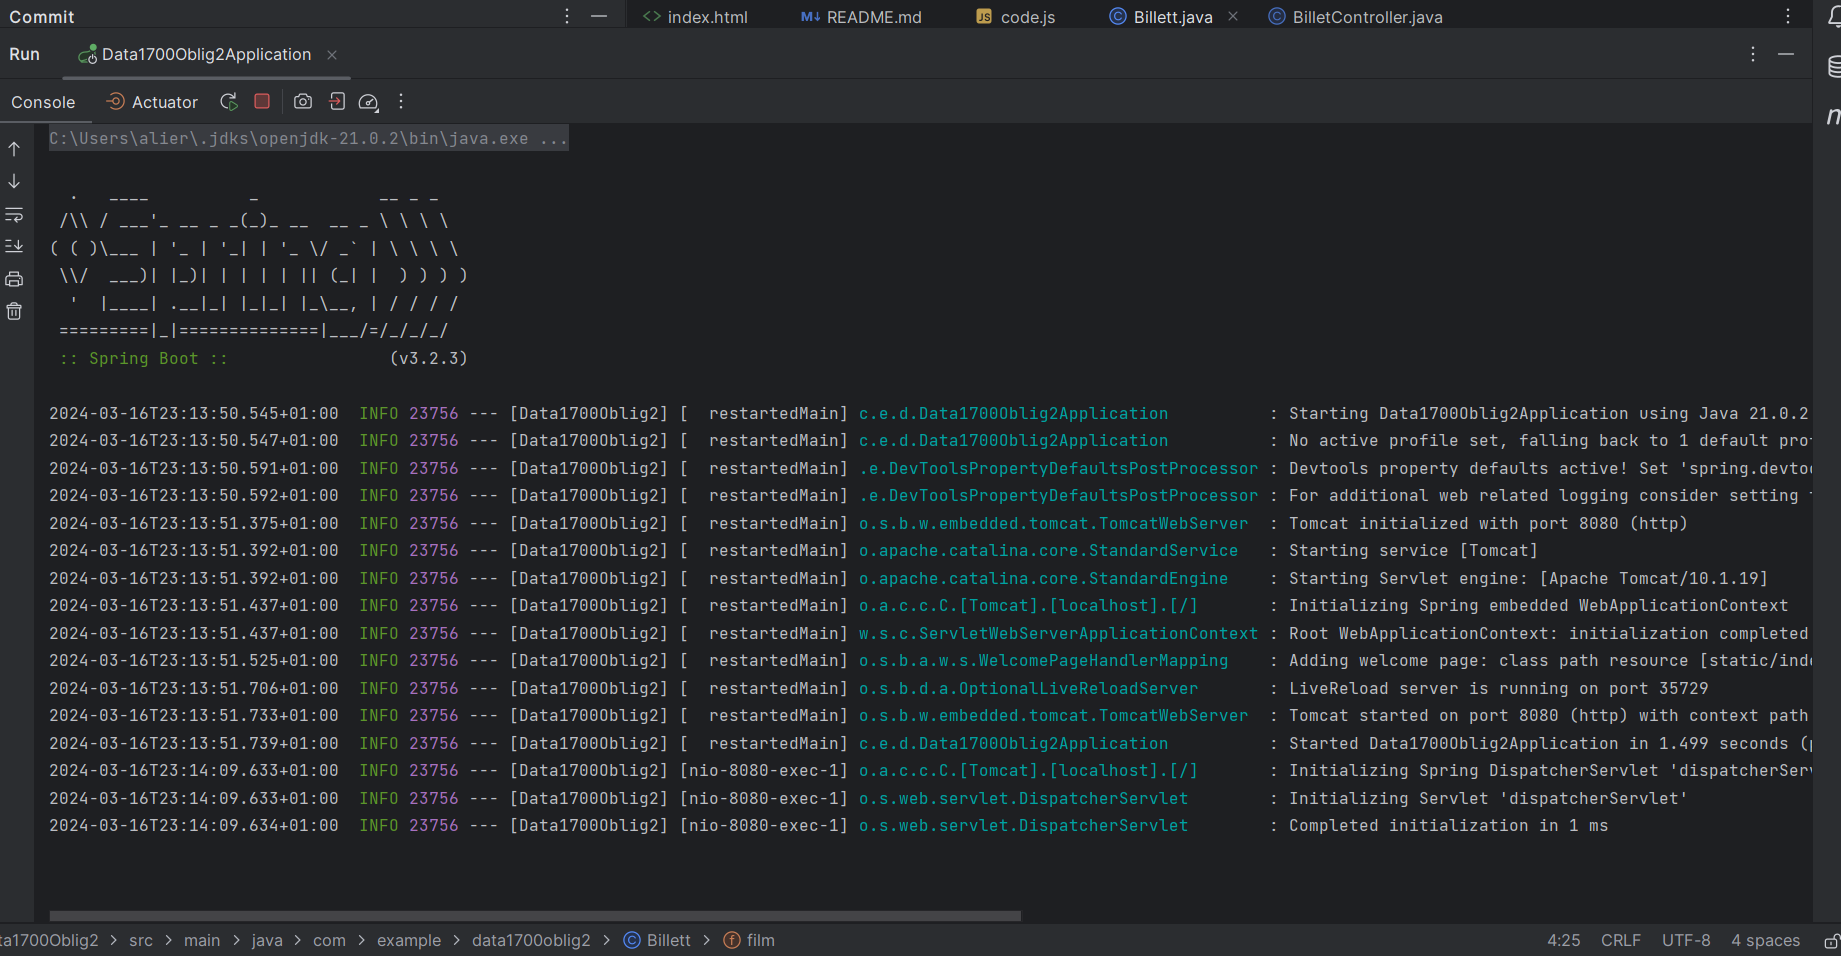 Commit
index.html README.md code.js Billett.java BilletController.java
Run Data1700Oblig2Application
Console Actuator
C:\Users\alier\.jdks\openjdk-21.0.2\bin\java.exe ...
  .   ____          _            __ _ _
 /\\ / ___'_ __ _ _(_)_ __  __ _ \ \ \ \
( ( )\___ | '_ | '_| | '_ \/ _` | \ \ \ \
 \\/  ___)| |_)| | | | | || (_| |  ) ) ) )
  '  |____| .__|_| |_|_| |_\__, | / / / /
 =========|_|==============|___/=/_/_/_/
 :: Spring Boot ::                (v3.2.3)
2024-03-16T23:13:50.545+01:00  INFO 23756 --- [Data1700Oblig2] [  restartedMain] c.e.d.Data1700Oblig2Application          : Starting Data1700Oblig2Application using Java 21.0.2
2024-03-16T23:13:50.547+01:00  INFO 23756 --- [Data1700Oblig2] [  restartedMain] c.e.d.Data1700Oblig2Application          : No active profile set, falling back to 1 default
2024-03-16T23:13:50.591+01:00  INFO 23756 --- [Data1700Oblig2] [  restartedMain] .e.DevToolsPropertyDefaultsPostProcessor : Devtools property defaults active! Set
2024-03-16T23:13:50.592+01:00  INFO 23756 --- [Data1700Oblig2] [  restartedMain] .e.DevToolsPropertyDefaultsPostProcessor : For additional web related logging consider setting
2024-03-16T23:13:51.375+01:00  INFO 23756 --- [Data1700Oblig2] [  restartedMain] o.s.b.w.embedded.tomcat.TomcatWebServer  : Tomcat initialized with port 8080 (http)
2024-03-16T23:13:51.392+01:00  INFO 23756 --- [Data1700Oblig2] [  restartedMain] o.apache.catalina.core.StandardService   : Starting service [Tomcat]
2024-03-16T23:13:51.392+01:00  INFO 23756 --- [Data1700Oblig2] [  restartedMain] o.apache.catalina.core.StandardEngine    : Starting Servlet engine: [Apache Tomcat/10.1.19]
2024-03-16T23:13:51.437+01:00  INFO 23756 --- [Data1700Oblig2] [  restartedMain] o.a.c.c.C.[Tomcat].[localhost].[/]       : Initializing Spring embedded WebApplicationContext
2024-03-16T23:13:51.437+01:00  INFO 23756 --- [Data1700Oblig2] [  restartedMain] w.s.c.ServletWebServerApplicationContext : Root WebApplicationContext: initialization completed
2024-03-16T23:13:51.525+01:00  INFO 23756 --- [Data1700Oblig2] [  restartedMain] o.s.b.a.w.s.WelcomePageHandlerMapping    : Adding welcome page: class path resource
2024-03-16T23:13:51.706+01:00  INFO 23756 --- [Data1700Oblig2] [  restartedMain] o.s.b.d.a.OptionalLiveReloadServer       : LiveReload server is running on port 35729
2024-03-16T23:13:51.733+01:00  INFO 23756 --- [Data1700Oblig2] [  restartedMain] o.s.b.w.embedded.tomcat.TomcatWebServer  : Tomcat started on port 8080 (http) with context path
2024-03-16T23:13:51.739+01:00  INFO 23756 --- [Data1700Oblig2] [  restartedMain] c.e.d.Data1700Oblig2Application          : Started Data1700Oblig2Application in 1.499 seconds
2024-03-16T23:14:09.633+01:00  INFO 23756 --- [Data1700Oblig2] [nio-8080-exec-1] o.a.c.c.C.[Tomcat].[localhost].[/]       : Initializing Spring DispatcherServlet
2024-03-16T23:14:09.633+01:00  INFO 23756 --- [Data1700Oblig2] [nio-8080-exec-1] o.s.web.servlet.DispatcherServlet        : Initializing Servlet 'dispatcherServlet'
2024-03-16T23:14:09.634+01:00  INFO 23756 --- [Data1700Oblig2] [nio-8080-exec-1] o.s.web.servlet.DispatcherServlet        : Completed initialization in 1 ms
ta1700Oblig2 > src > main > java > com > example > data1700oblig2 > Billett > film 4:25 CRLF UTF-8 4 spaces